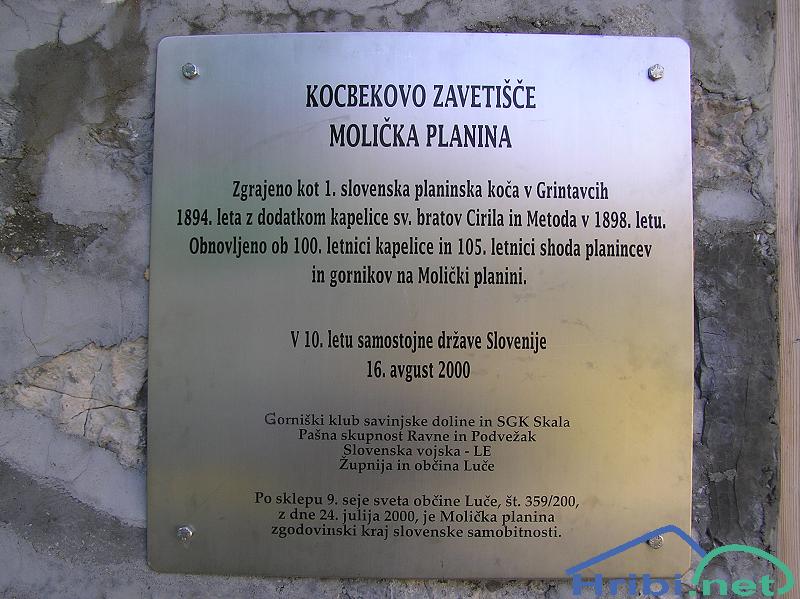 KOCBEKOVO ZAVETIŠČE
MOLIČKA PLANINA
Zgrajeno kot 1. slovenska planinska koča v Grintavcih
1894. leta z dodatkom kapelice sv. bratov Cirila in Metoda v 1898. letu.
Obnovljeno ob 100. letnici kapelice in 105. letnici shoda planincev
in gornikov na Molički planini.
V 10. letu samostojne države Slovenije
16. avgust 2000
Gorniški klub savinjske doline in SGK Skala
Pašna skupnost Ravne in Podvežak
Slovenska vojska - LE
Župnija in občina Luče
Po sklepu 9. seje sveta občine Luče, št. 359/200,
z dne 24. julija 2000, je Molička planina
zgodovinski kraj slovenske samobitnosti.
Hribi.net